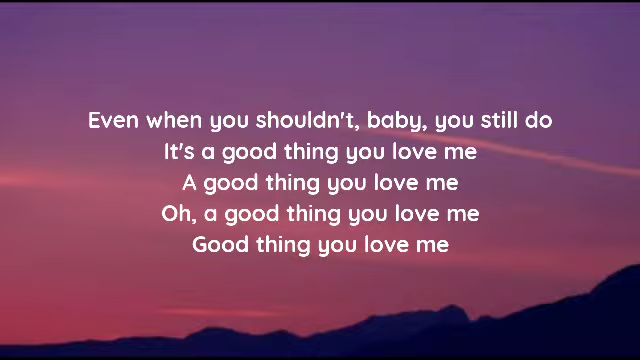 Even when you shouldn't, baby, you still do
It's a good thing you love me
A good thing you love me
Oh, a good thing you love me
Good thing you love me